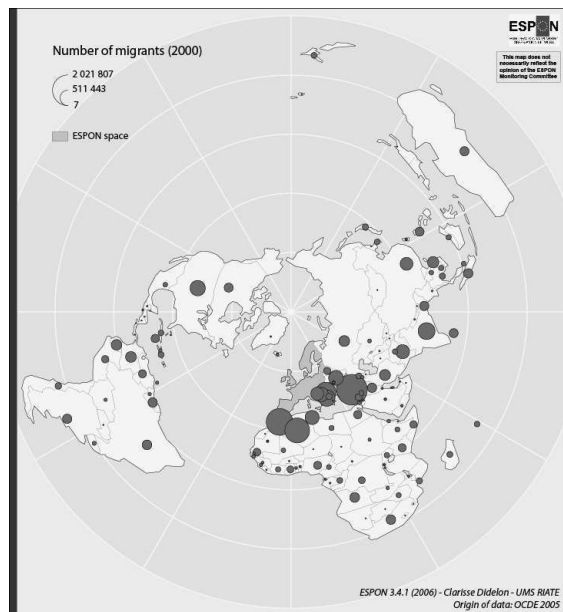 Number of migrants (2000)
2 021 807
511 443
7
ESPON space
ESPON
This map does not
necessarily reflect the
opinion of the ESPON
Monitoring Committee
ESPON 3.4.1 (2006) - Clarisse Didelon - UMS RIATE
Origin of data: OCDE 2005